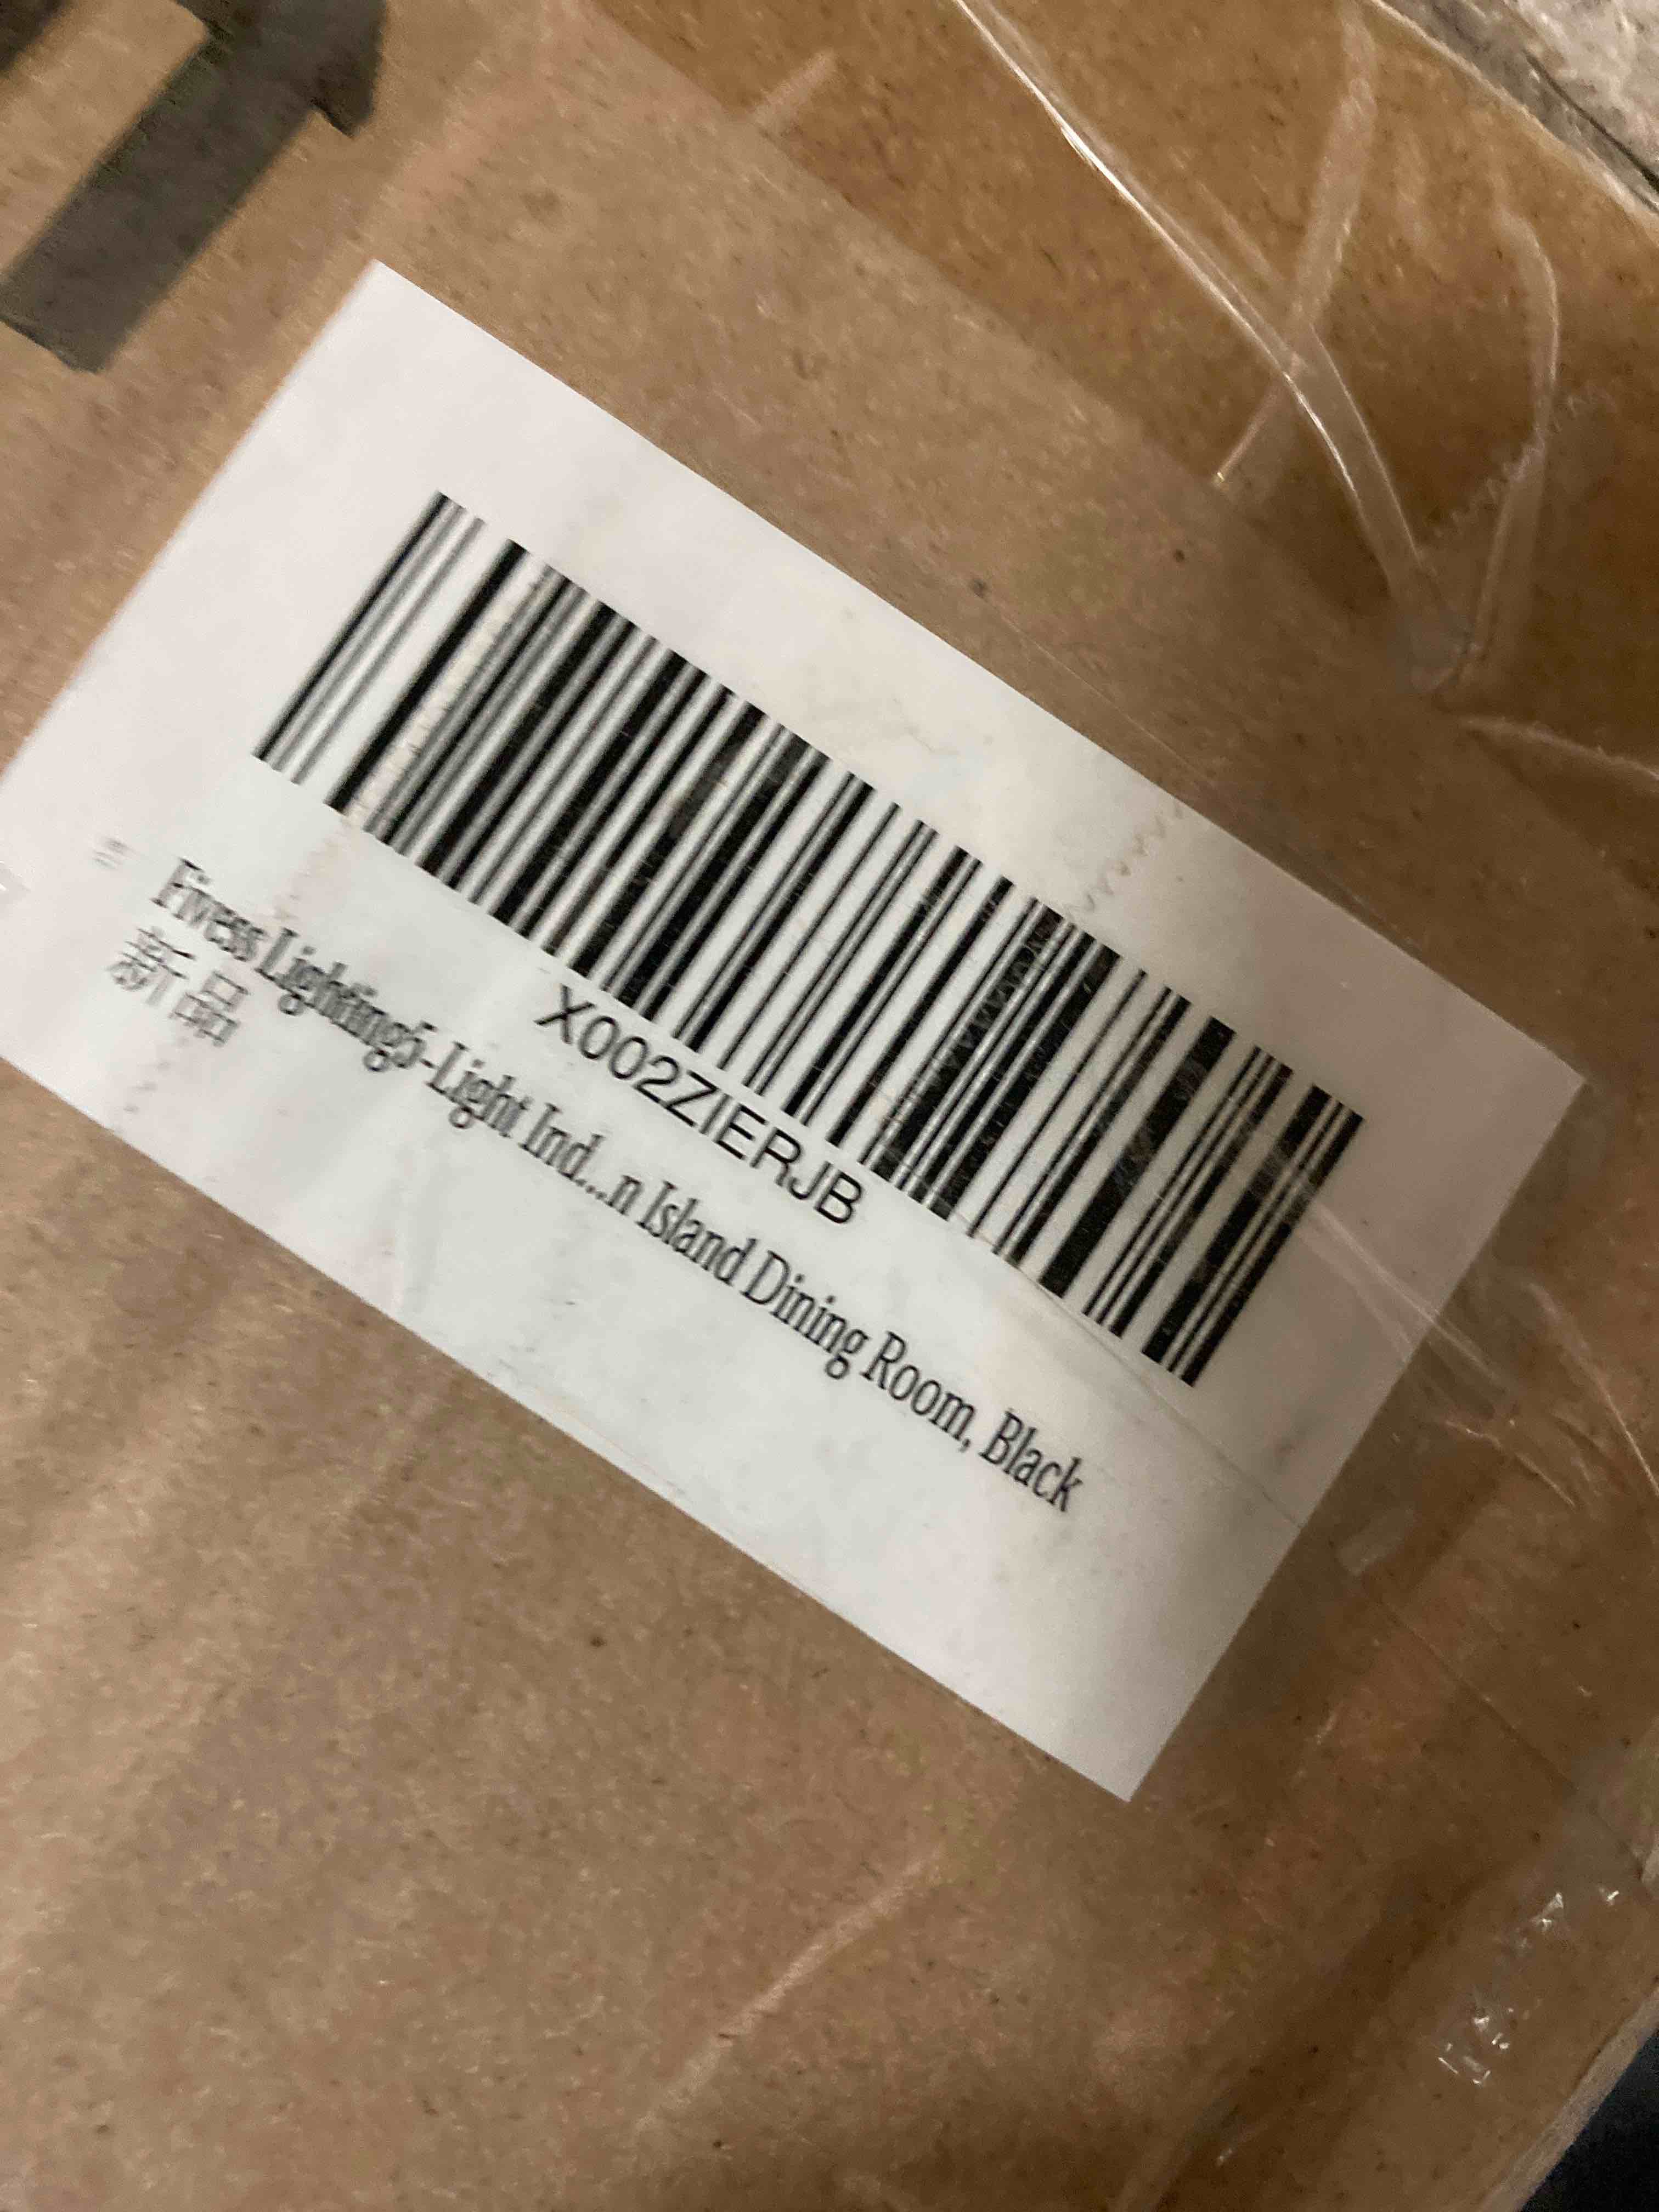 X002ZIERJB
Fivess Lighting5-Light Ind...n Island Dining Room, Black
新品